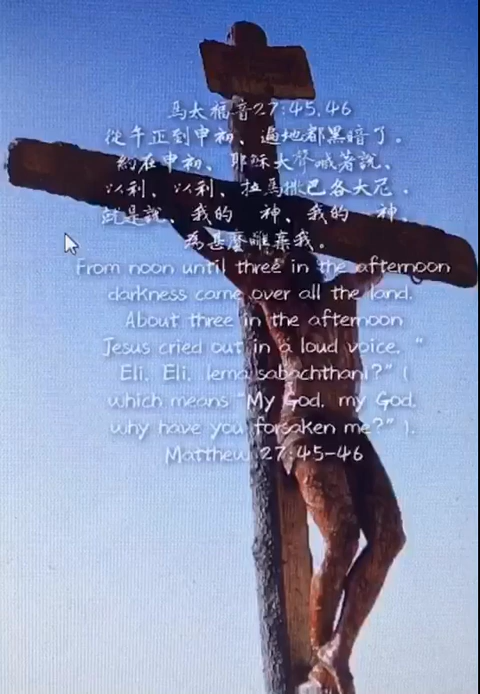 馬太福音27:45,46
從午正到申初、遍地都黑暗了。
約在申初、耶穌大聲喊著說、
以利、以利、拉馬撒巴各大尼．
就是說、我的　神、我的　神、
為甚麼離棄我。
From noon until three in the afternoon
darkness came over all the land.
About three in the afternoon
Jesus cried out in a loud voice, "
Eli, Eli, lema sabachthani?" (
which means "My God, my God,
why have you forsaken me?" ).
Matthew 27:45-46